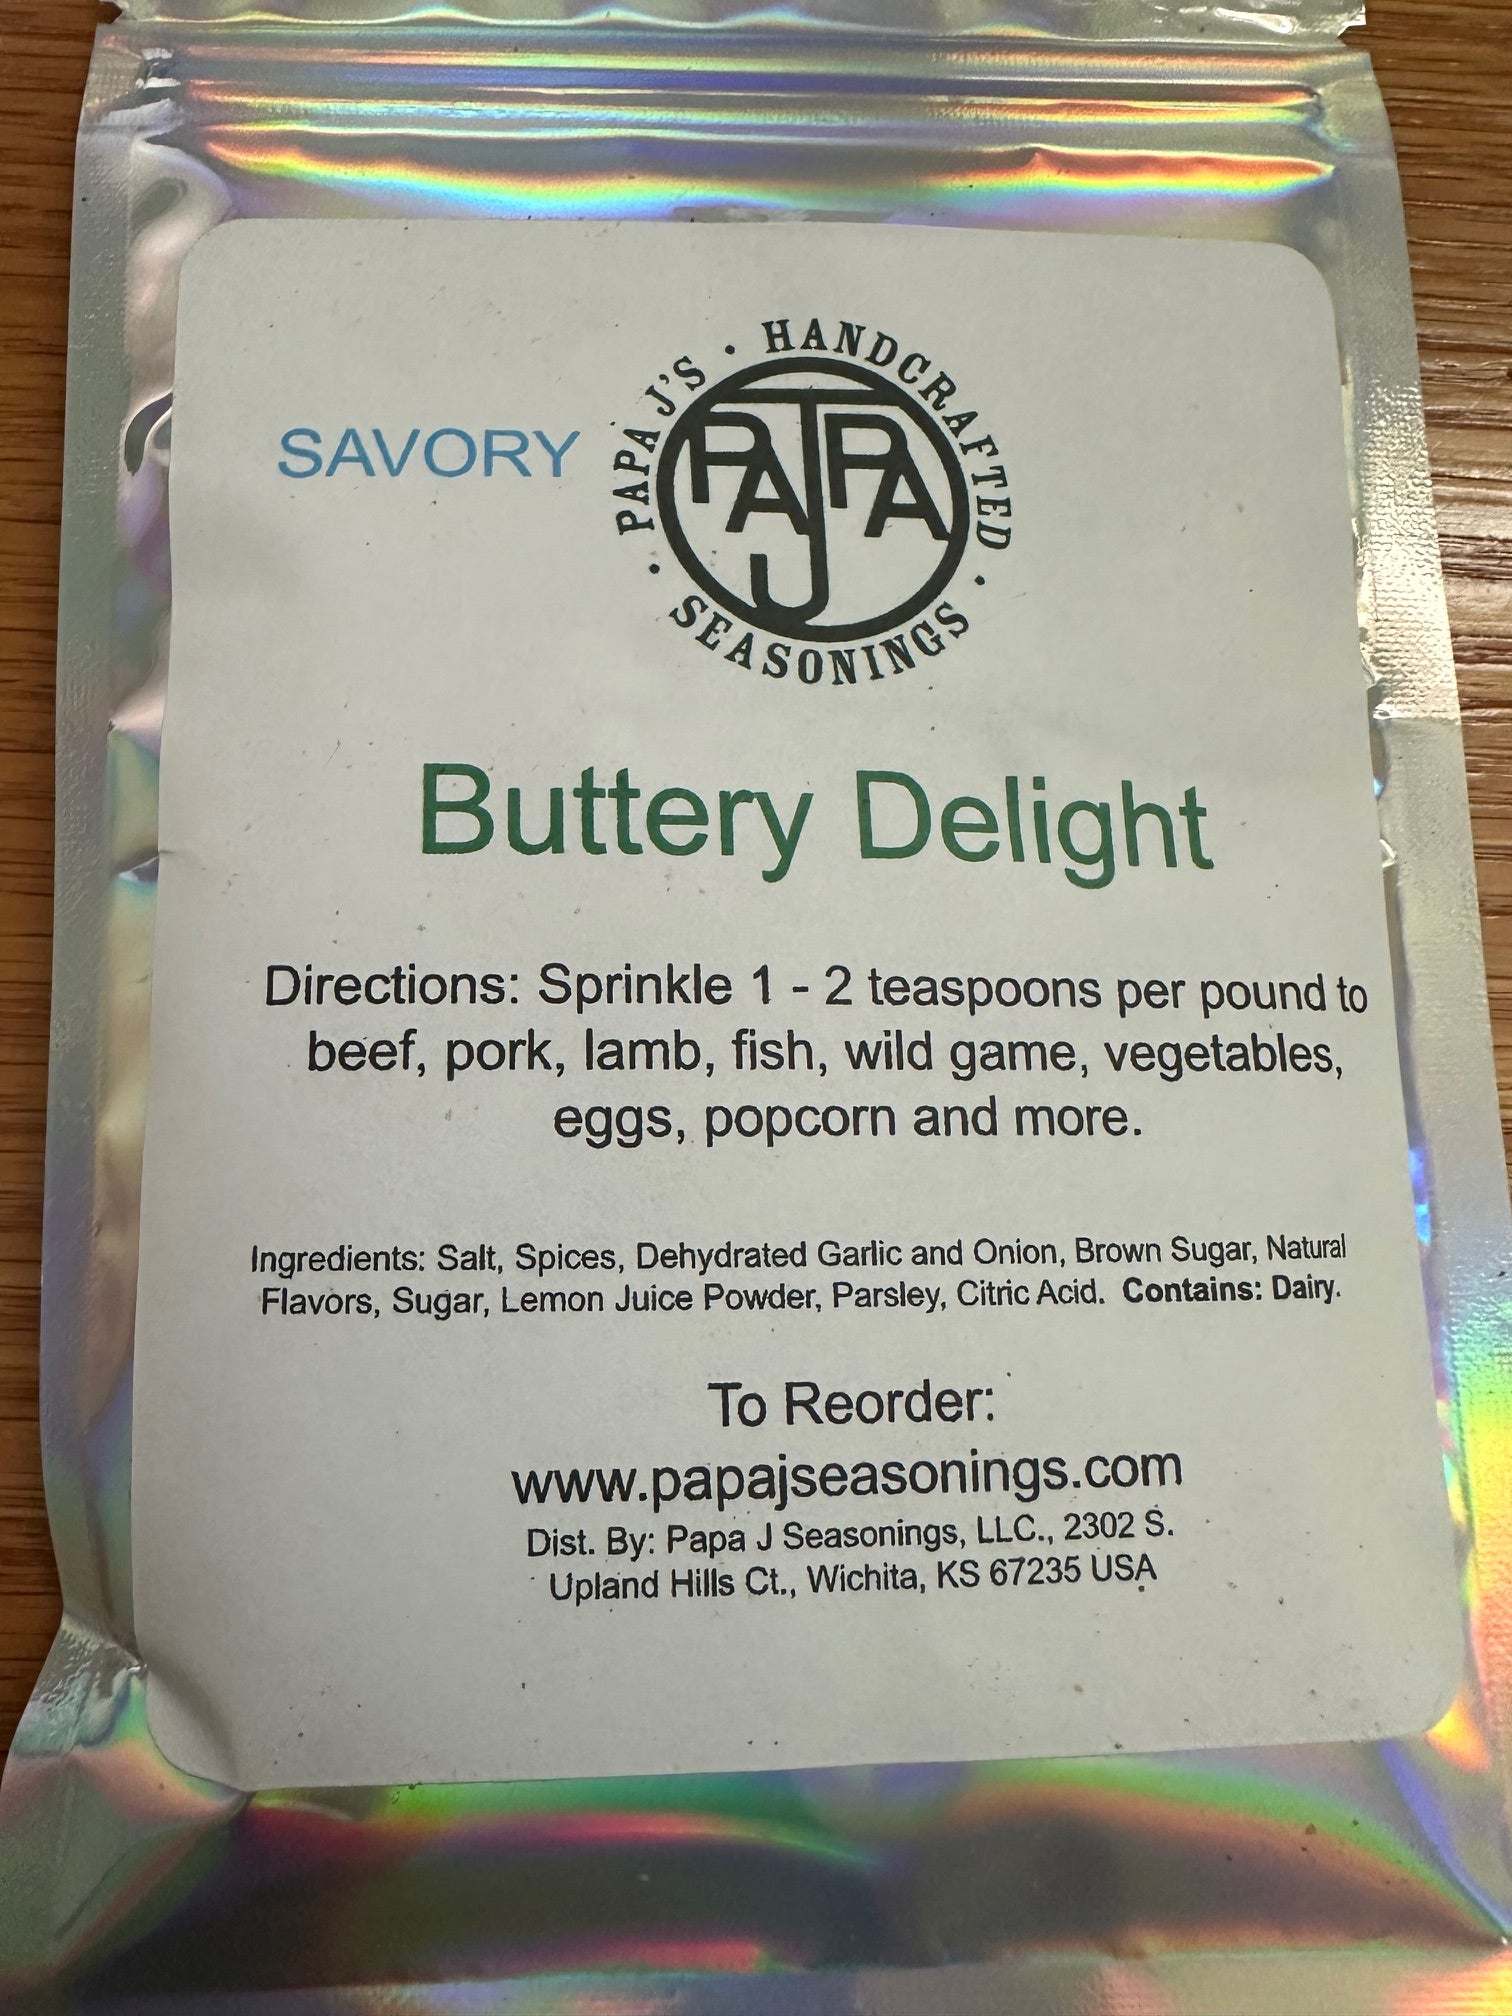 SAVORY
PAPA J'S · HANDCRAFTED · SEASONINGS ·
PAPA J PAPA J
Buttery Delight
Directions: Sprinkle 1 - 2 teaspoons per pound to
beef, pork, lamb, fish, wild game, vegetables,
eggs, popcorn and more.
Ingredients: Salt, Spices, Dehydrated Garlic and Onion, Brown Sugar, Natural
Flavors, Sugar, Lemon Juice Powder, Parsley, Citric Acid. Contains: Dairy.
To Reorder:
www.papajseasonings.com
Dist. By: Papa J Seasonings, LLC., 2302 S.
Upland Hills Ct., Wichita, KS 67235 USA